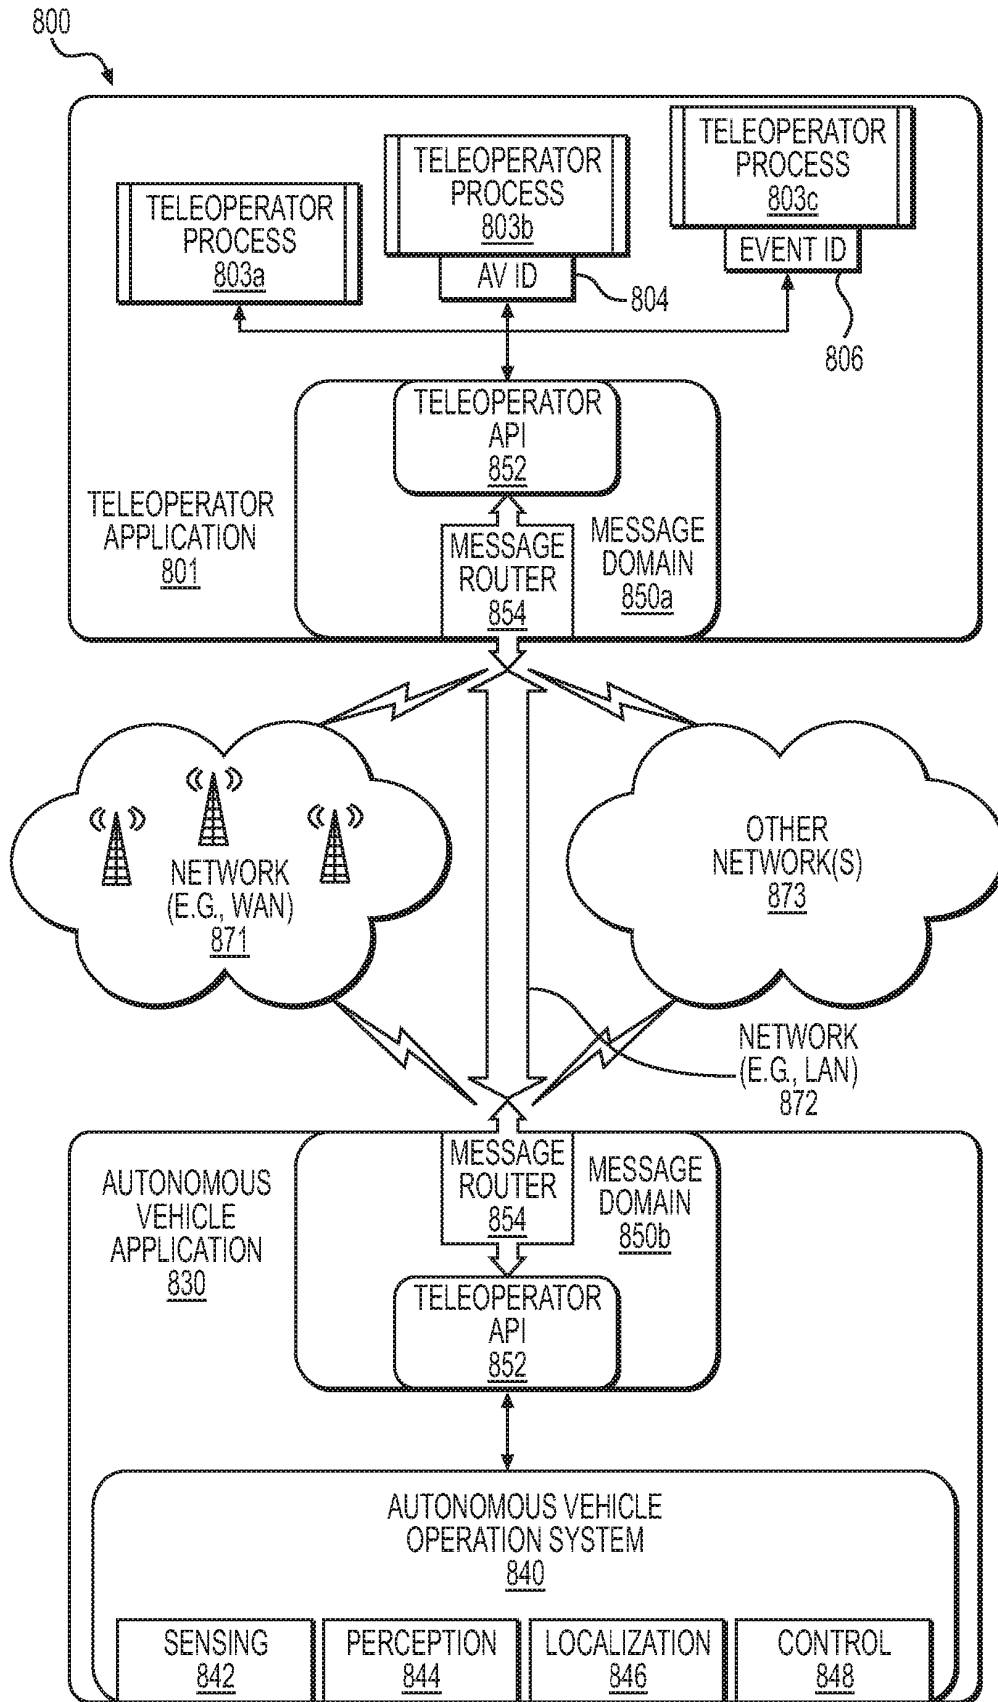 800
TELEOPERATOR
PROCESS
803a
TELEOPERATOR
PROCESS
803b
AV ID
804
TELEOPERATOR
PROCESS
803c
EVENT ID
806
TELEOPERATOR
API
852
TELEOPERATOR
APPLICATION
801
MESSAGE
ROUTER
854
MESSAGE
DOMAIN
850a
NETWORK
(E.G., WAN)
871
OTHER
NETWORK(S)
873
NETWORK
(E.G., LAN)
872
AUTONOMOUS
VEHICLE
APPLICATION
830
MESSAGE
ROUTER
854
MESSAGE
DOMAIN
850b
TELEOPERATOR
API
852
AUTONOMOUS VEHICLE
OPERATION SYSTEM
840
SENSING
842
PERCEPTION
844
LOCALIZATION
846
CONTROL
848